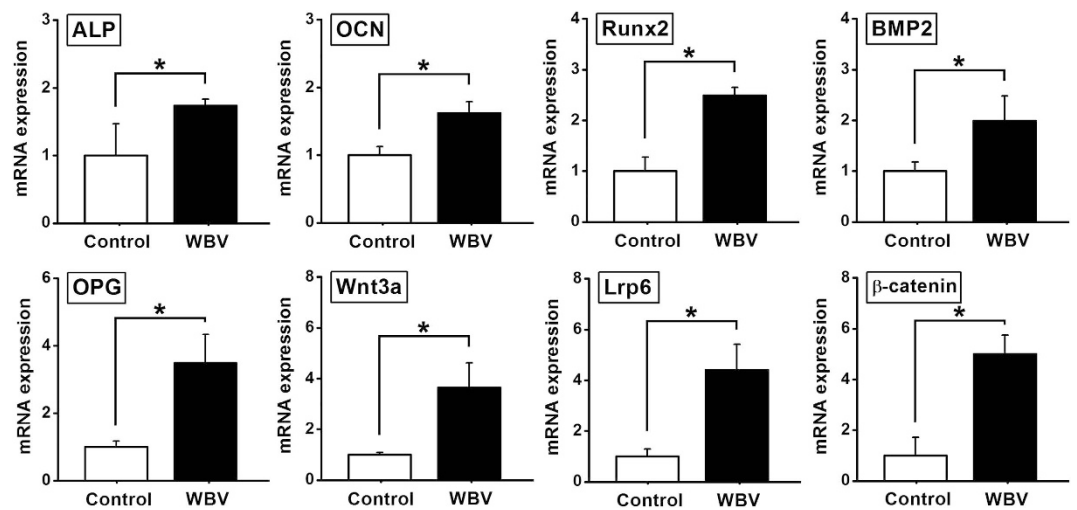 ALP
mRNA expression
3
2
1
0
*
Control WBV
OCN
mRNA expression
3
2
1
0
*
Control WBV
Runx2
mRNA expression
4
3
2
1
0
*
Control WBV
BMP2
mRNA expression
4
3
2
1
0
*
Control WBV
OPG
mRNA expression
6
4
2
0
*
Control WBV
Wnt3a
mRNA expression
8
6
4
2
0
*
Control WBV
Lrp6
mRNA expression
8
6
4
2
0
*
Control WBV
β-catenin
mRNA expression
8
6
4
2
0
*
Control WBV